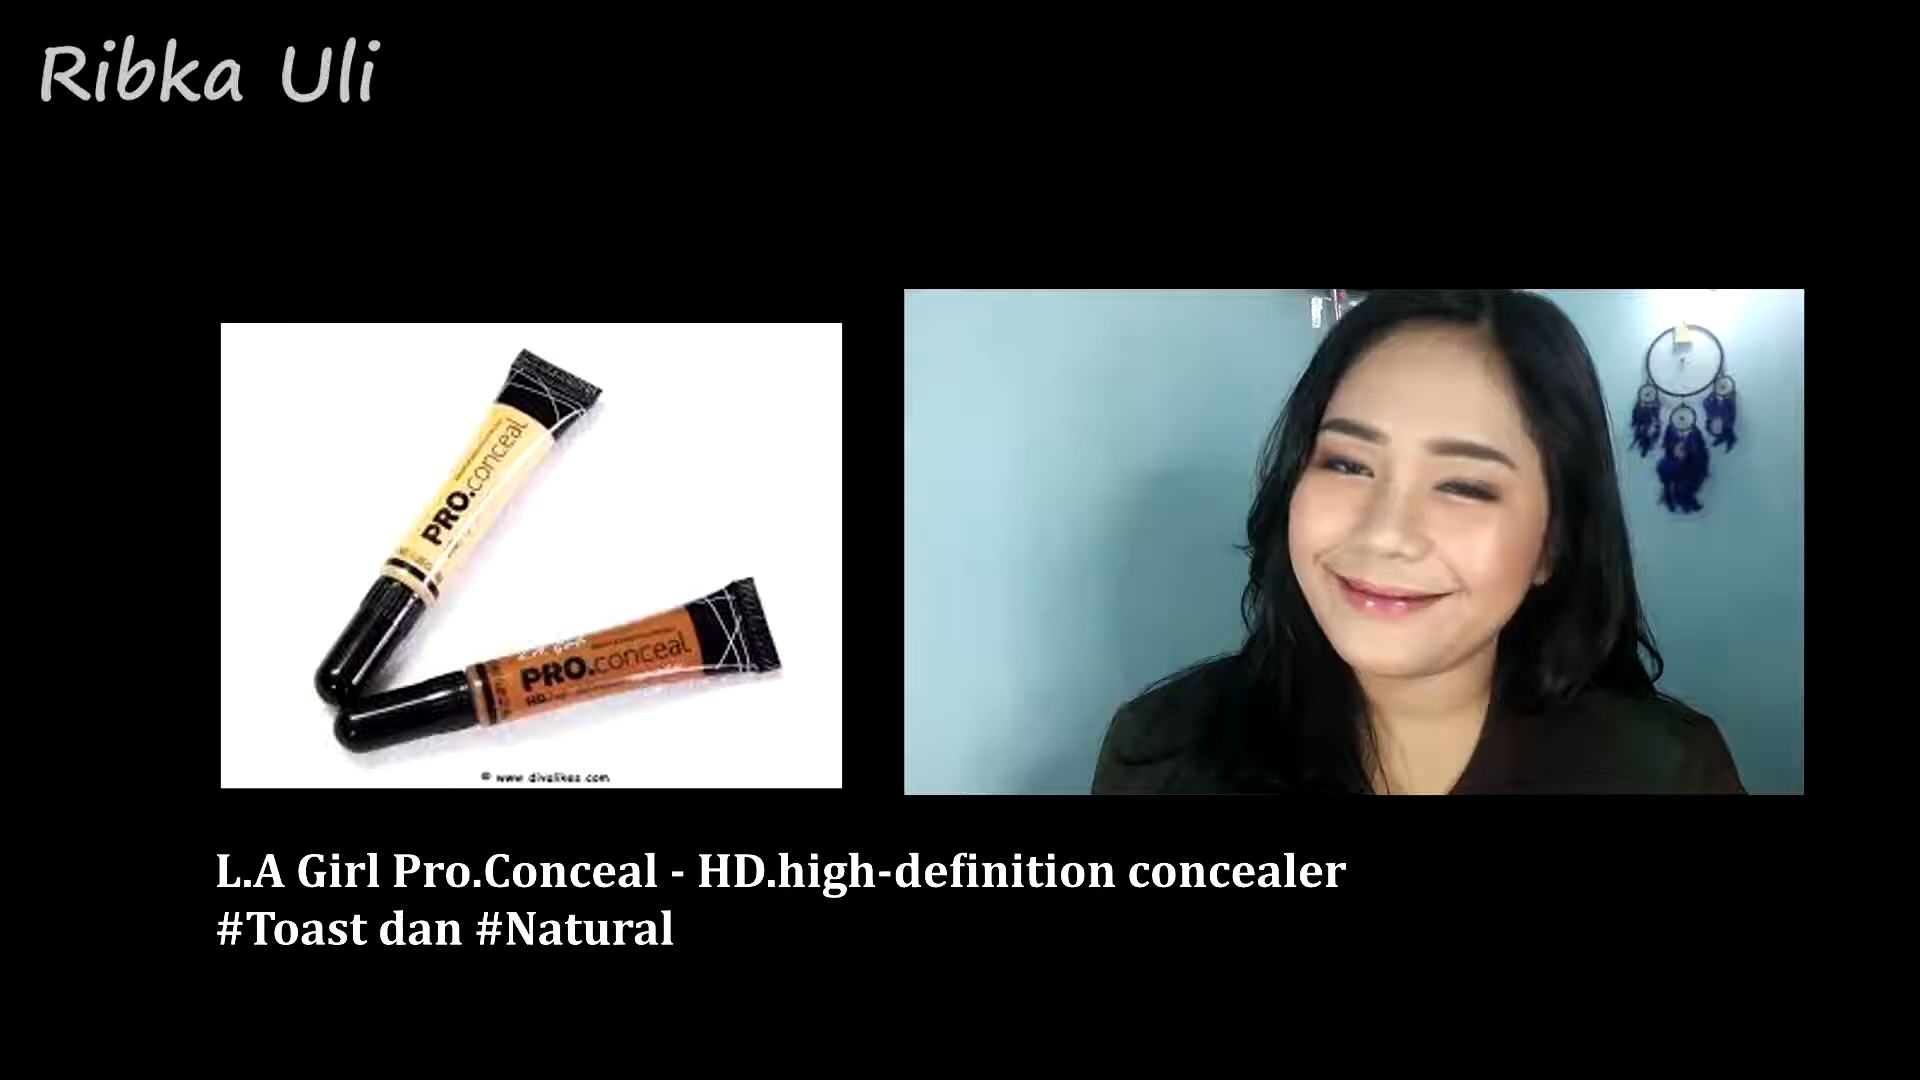 Ribka Uli
PRO.conceal
PRO.conceal
HD.
© www divalikes com
L.A Girl Pro.Conceal - HD.high-definition concealer
#Toast dan #Natural